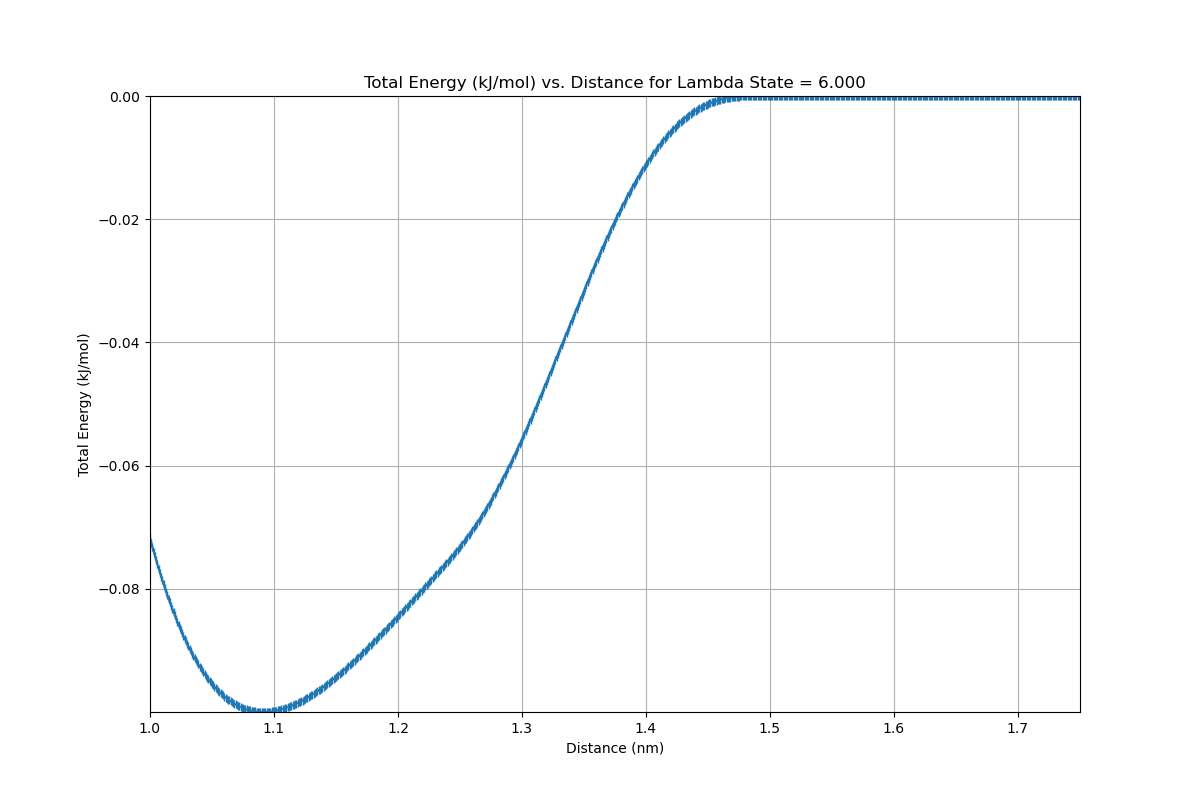 Total Energy (kJ/mol) vs. Distance for Lambda State = 6.000
Total Energy (kJ/mol)
0.00
−0.02
−0.04
−0.06
−0.08
1.0 1.1 1.2 1.3 1.4 1.5 1.6 1.7
Distance (nm)